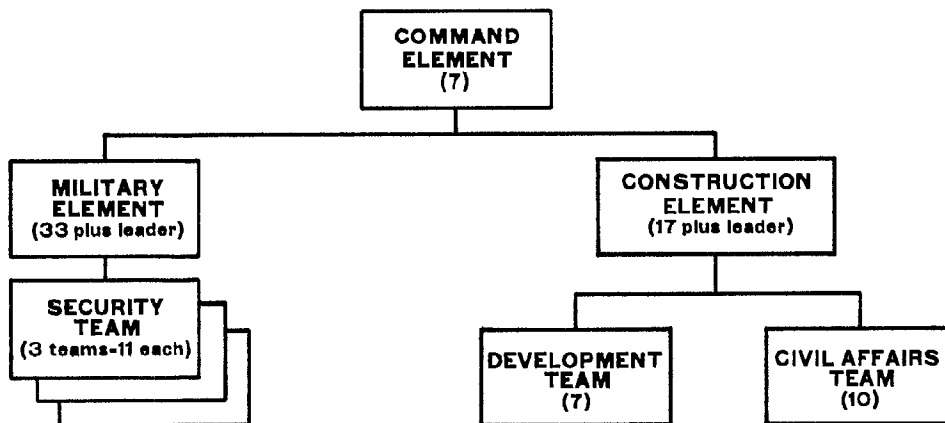 COMMAND
ELEMENT
(7)
MILITARY
ELEMENT
(33 plus leader)
CONSTRUCTION
ELEMENT
(17 plus leader)
SECURITY
TEAM
(3 teams-11 each)
DEVELOPMENT
TEAM
(7)
CIVIL AFFAIRS
TEAM
(10)